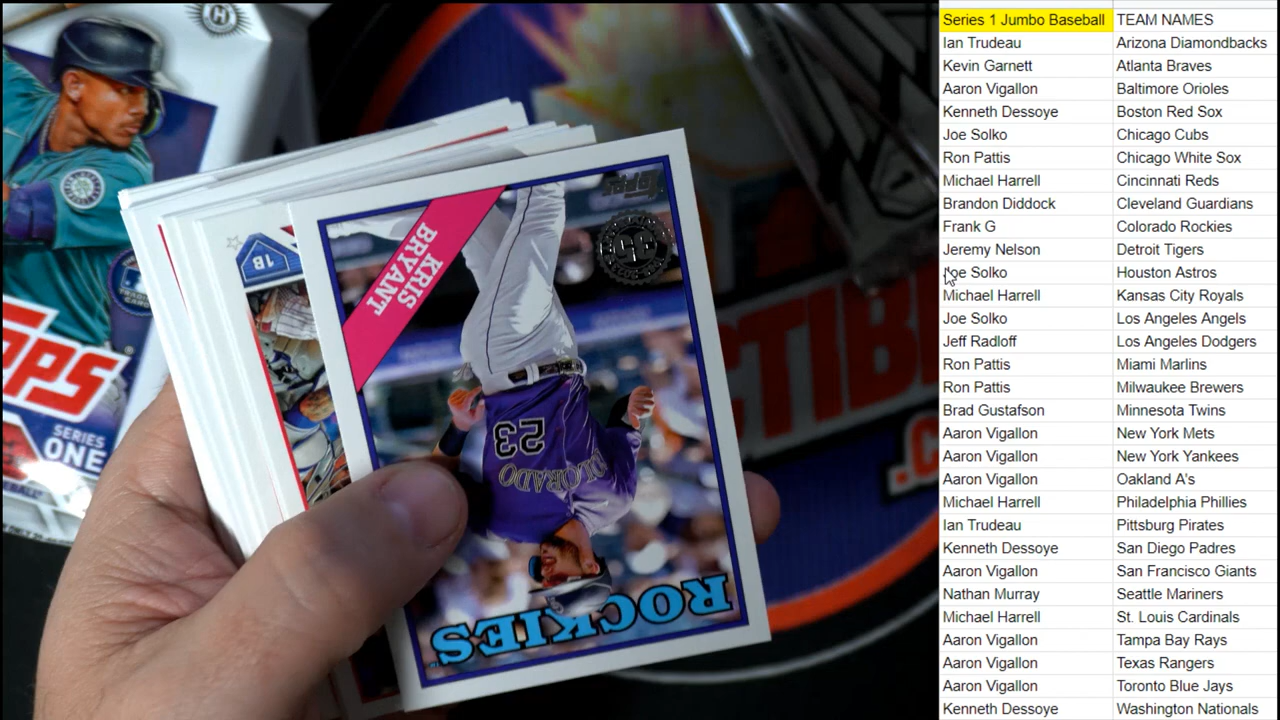 Series 1 Jumbo Baseball TEAM NAMES
Ian Trudeau Arizona Diamondbacks
Kevin Garnett Atlanta Braves
Aaron Vigallon Baltimore Orioles
Kenneth Dessoye Boston Red Sox
Joe Solko Chicago Cubs
Ron Pattis Chicago White Sox
Michael Harrell Cincinnati Reds
Brandon Diddock Cleveland Guardians
Frank G Colorado Rockies
Jeremy Nelson Detroit Tigers
Joe Solko Houston Astros
Michael Harrell Kansas City Royals
Joe Solko Los Angeles Angels
Jeff Radloff Los Angeles Dodgers
Ron Pattis Miami Marlins
Ron Pattis Milwaukee Brewers
Brad Gustafson Minnesota Twins
Aaron Vigallon New York Mets
Aaron Vigallon New York Yankees
Aaron Vigallon Oakland A's
Michael Harrell Philadelphia Phillies
Ian Trudeau Pittsburg Pirates
Kenneth Dessoye San Diego Padres
Aaron Vigallon San Francisco Giants
Nathan Murray Seattle Mariners
Michael Harrell St. Louis Cardinals
Aaron Vigallon Tampa Bay Rays
Aaron Vigallon Texas Rangers
Aaron Vigallon Toronto Blue Jays
Kenneth Dessoye Washington Nationals
H
SERIES
ONE
1B
Topps
35
KRIS
BRYANT
23
COLORADO
ROCKIES
CTIB
.C